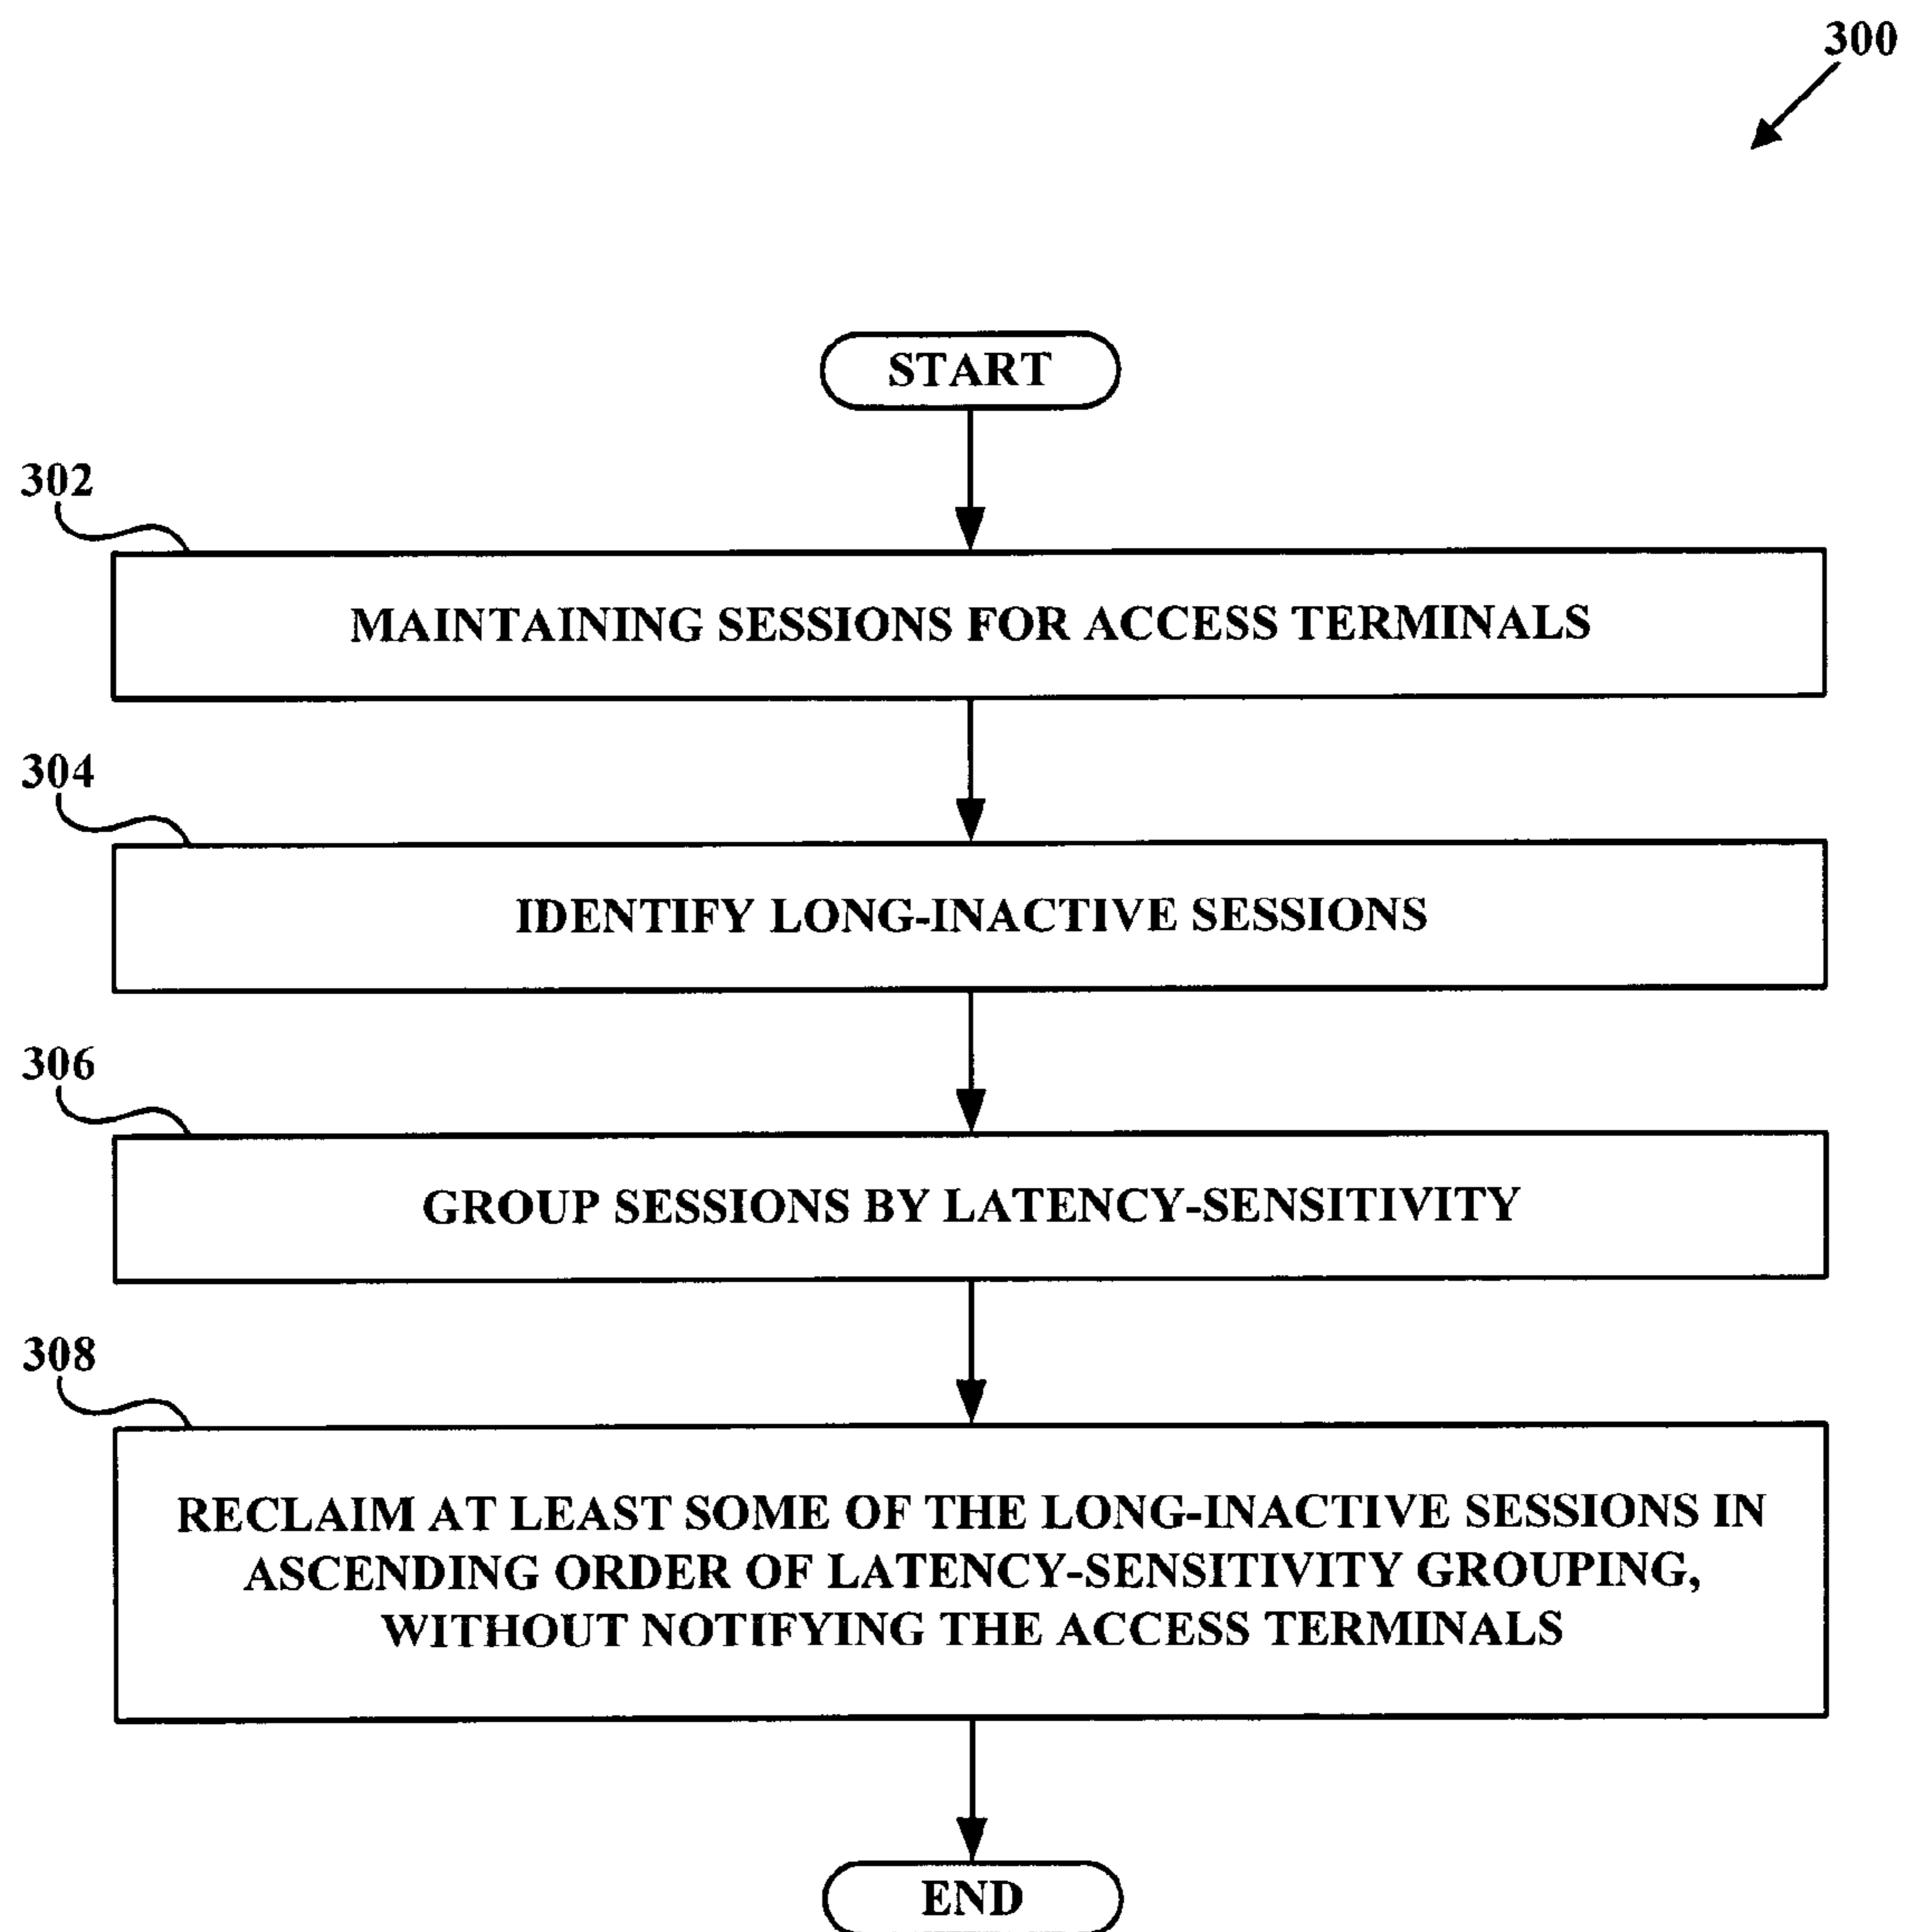 300
START
302
MAINTAINING SESSIONS FOR ACCESS TERMINALS
304
IDENTIFY LONG-INACTIVE SESSIONS
306
GROUP SESSIONS BY LATENCY-SENSITIVITY
308
RECLAIM AT LEAST SOME OF THE LONG-INACTIVE SESSIONS IN
ASCENDING ORDER OF LATENCY-SENSITIVITY GROUPING,
WITHOUT NOTIFYING THE ACCESS TERMINALS
END